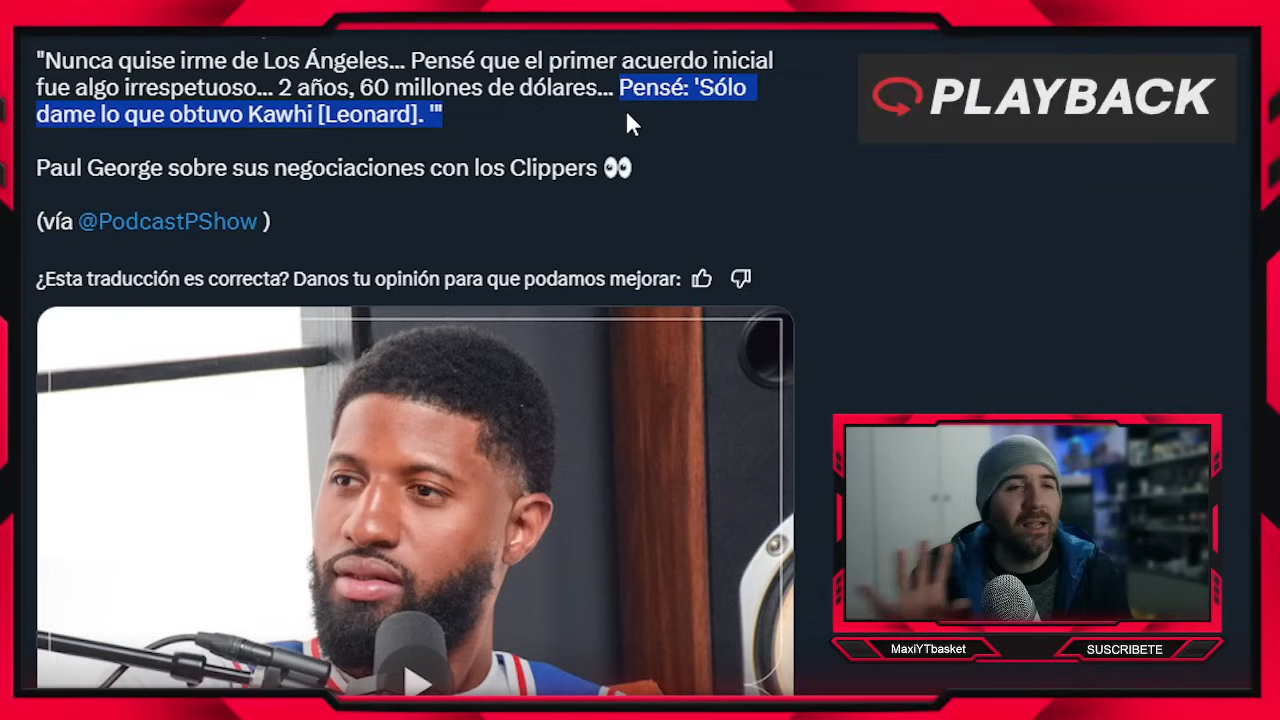 "Nunca quise irme de Los Ángeles... Pensé que el primer acuerdo inicial
fue algo irrespetuoso... 2 años, 60 millones de dólares... Pensé: 'Sólo
dame lo que obtuvo Kawhi [Leonard]. '"
Paul George sobre sus negociaciones con los Clippers 👀
(vía @PodcastPShow )
¿Esta traducción es correcta? Danos tu opinión para que podamos mejorar:
PLAYBACK
MaxiYTbasket
SUSCRIBETE